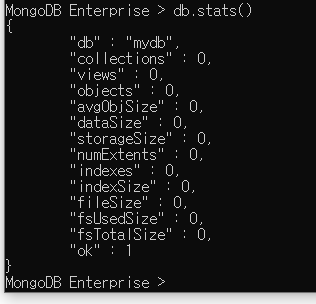 MongoDB Enterprise > db.stats()
{
        "db" : "mydb",
        "collections" : 0,
        "views" : 0,
        "objects" : 0,
        "avgObjSize" : 0,
        "dataSize" : 0,
        "storageSize" : 0,
        "numExtents" : 0,
        "indexes" : 0,
        "indexSize" : 0,
        "fileSize" : 0,
        "fsUsedSize" : 0,
        "fsTotalSize" : 0,
        "ok" : 1
}
MongoDB Enterprise >